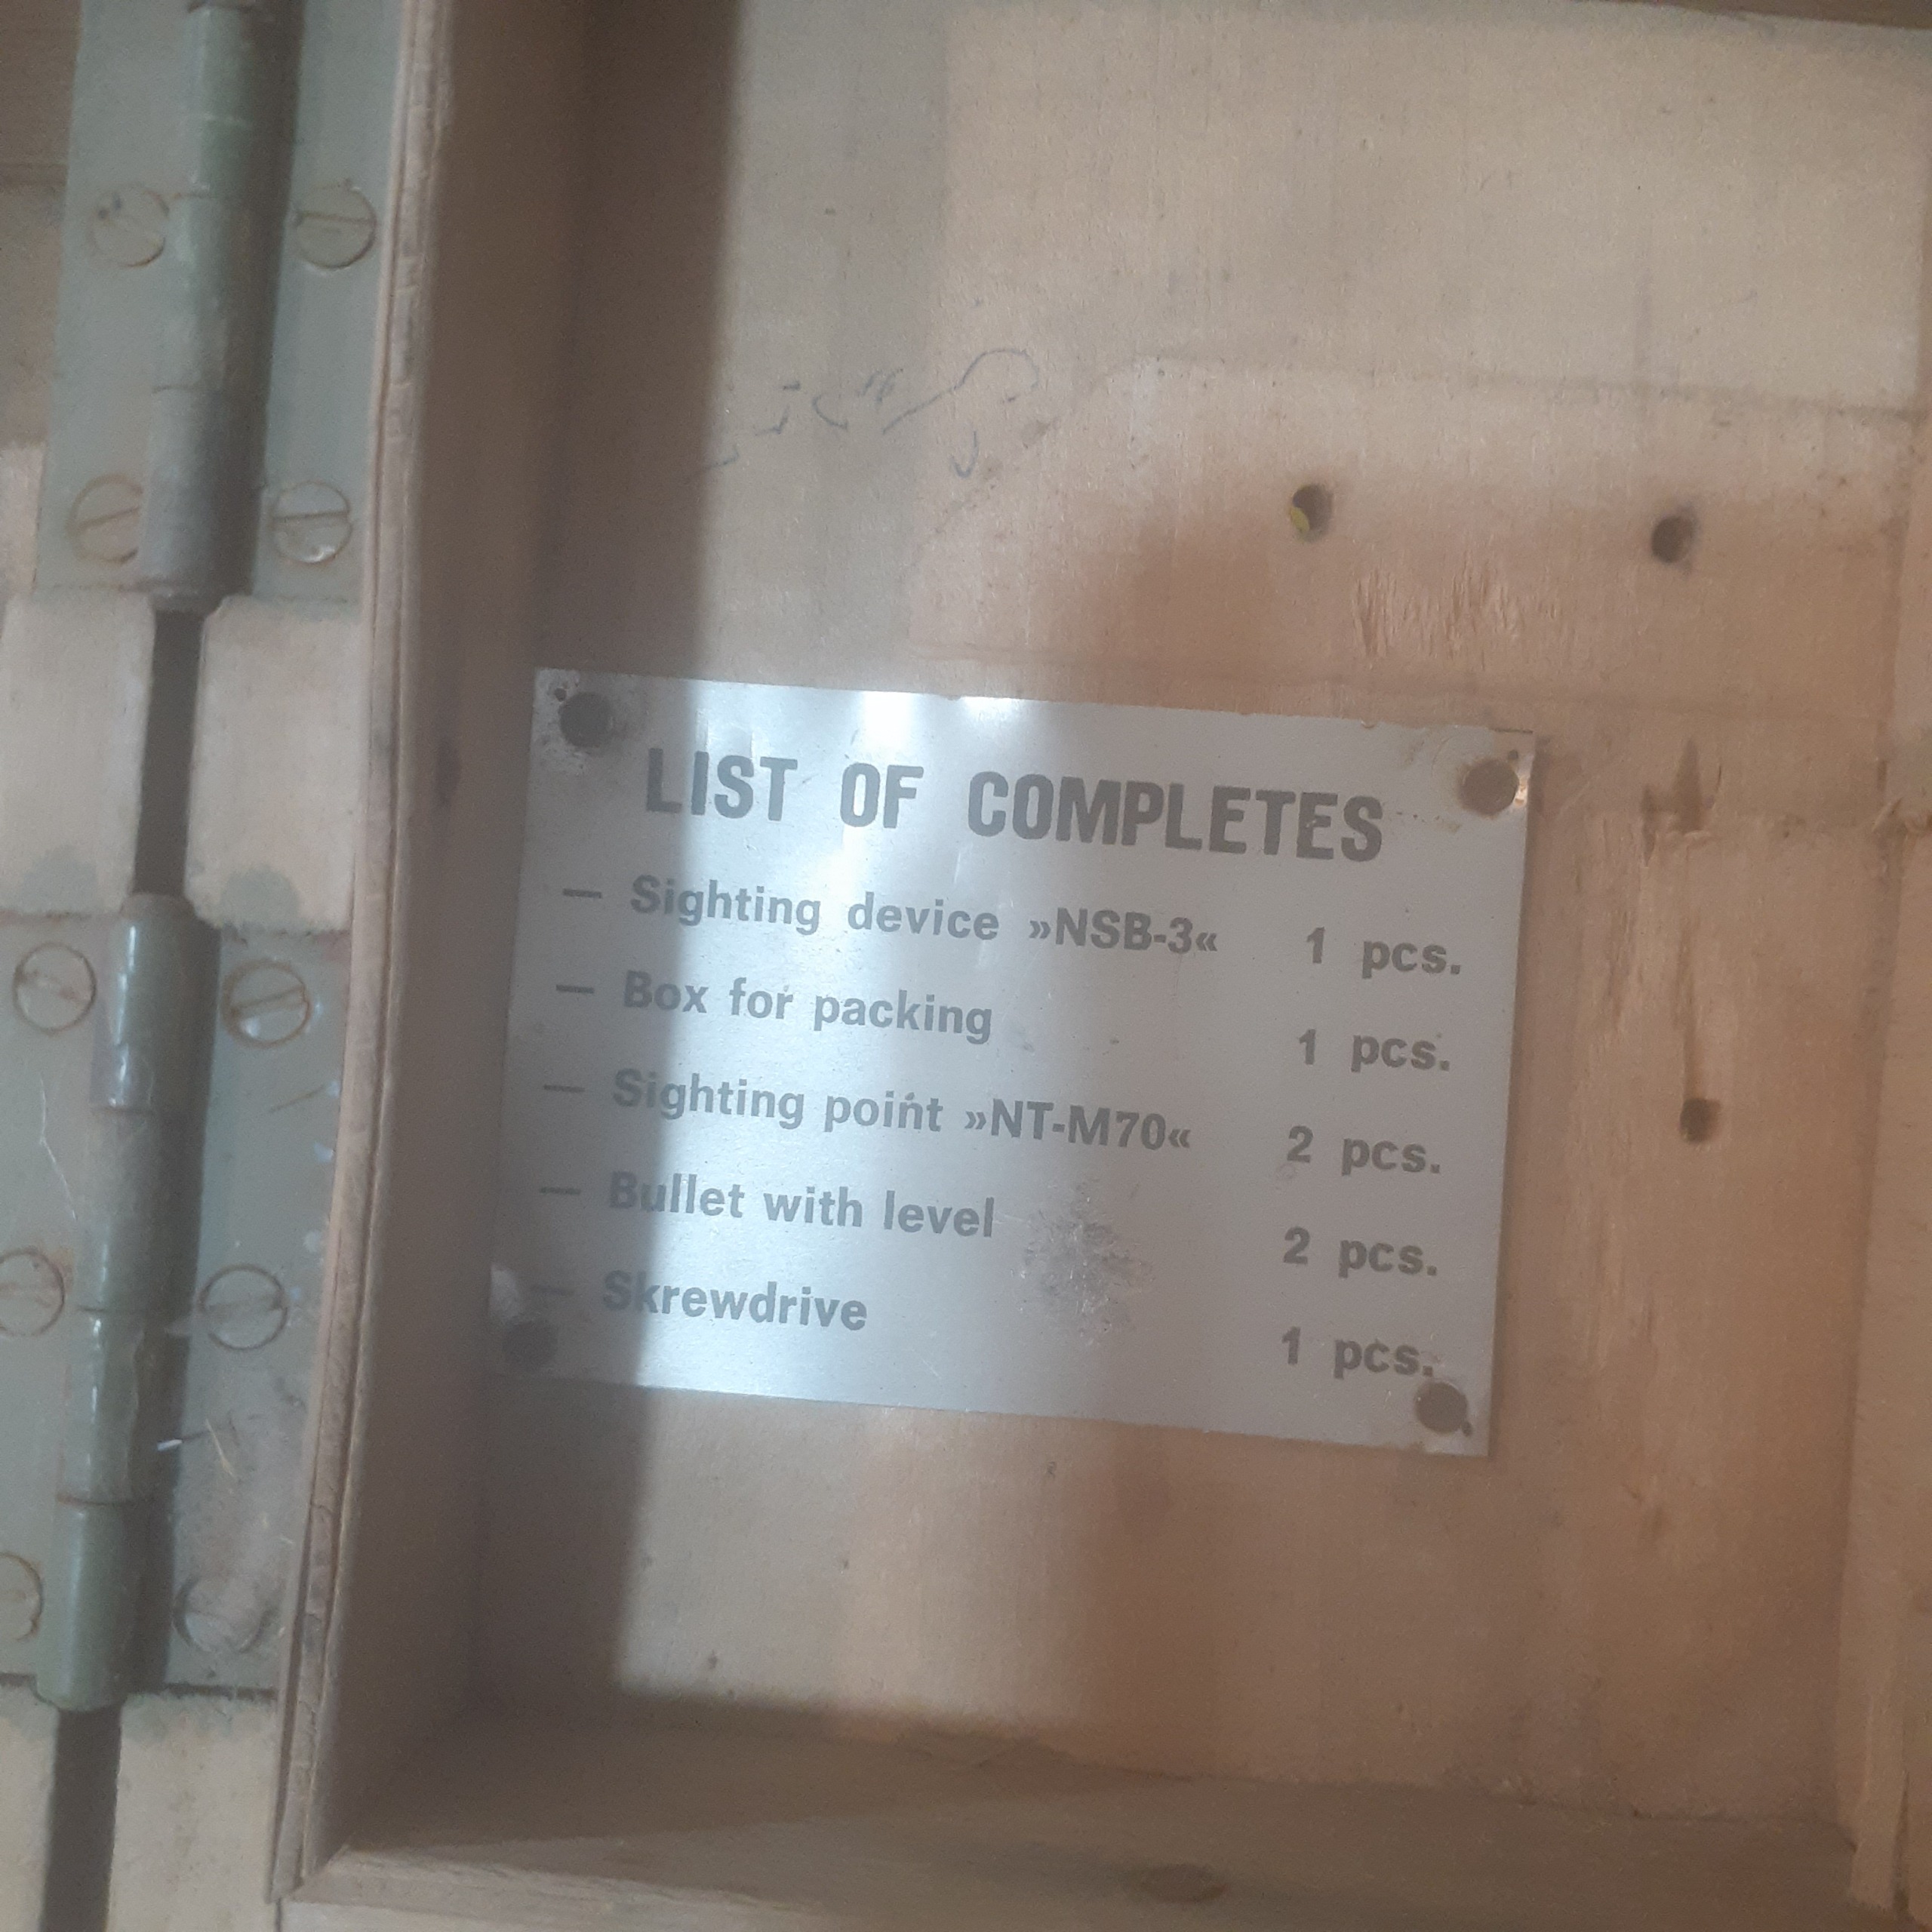 LIST OF COMPLETES
— Sighting device »NSB-3« 1 pcs.
— Box for packing 1 pcs.
— Sighting point »NT-M70« 2 pcs.
— Bullet with level 2 pcs.
— Skrewdrive 1 pcs.